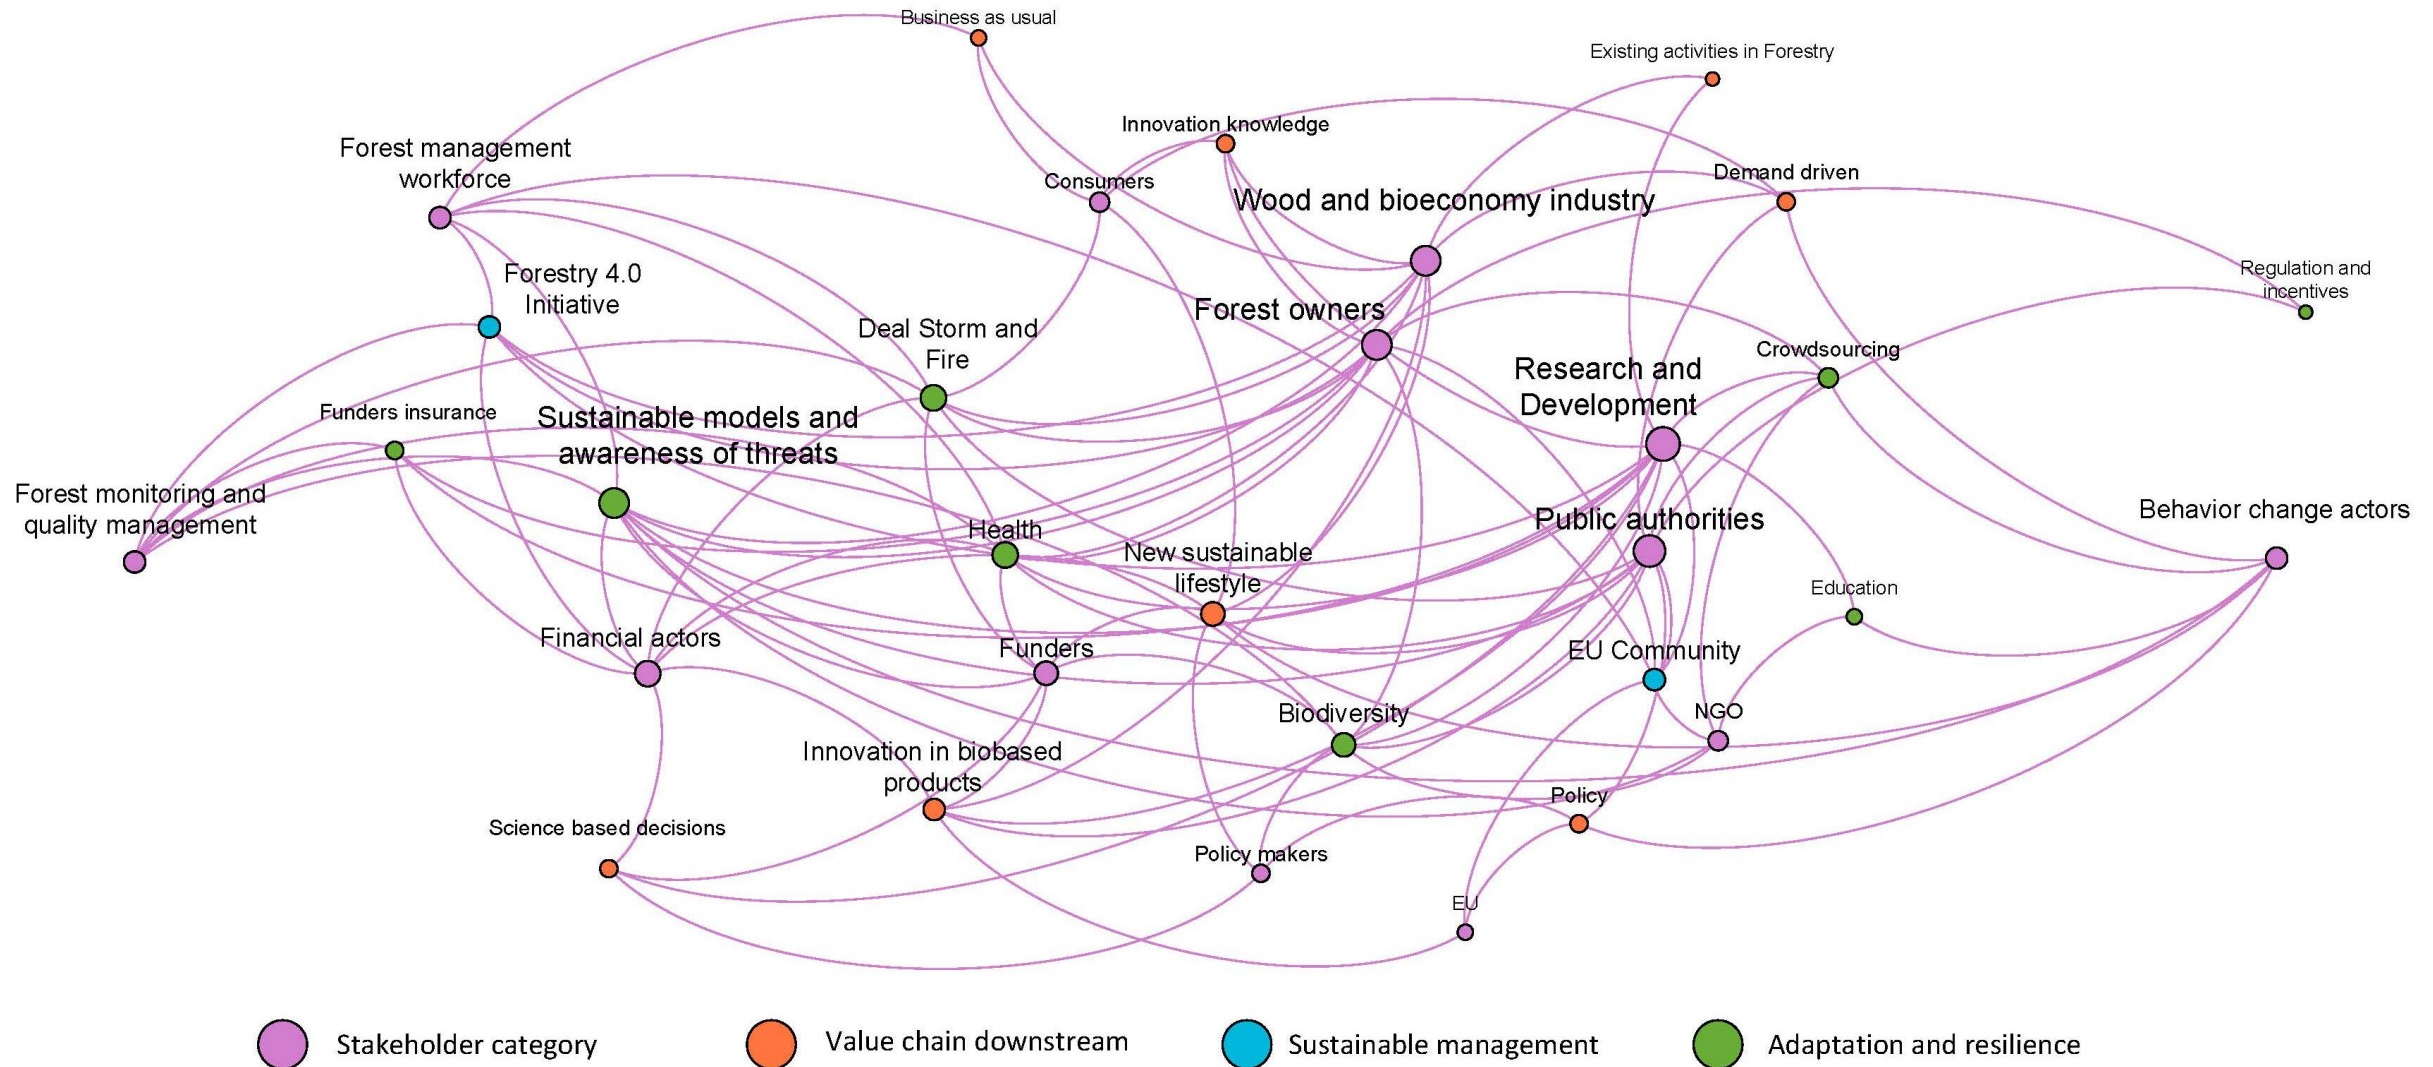 Business as usual
Existing activities in Forestry
Innovation knowledge
Forest management
workforce
Consumers
Demand driven
Wood and bioeconomy industry
Forestry 4.0
Initiative
Regulation and
incentives
Forest owners
Deal Storm and
Fire
Crowdsourcing
Research and
Development
Funders insurance
Sustainable models and
awareness of threats
Forest monitoring and
quality management
Behavior change actors
Public authorities
Health
New sustainable
lifestyle
Education
Financial actors
Funders
EU Community
Biodiversity
NGO
Innovation in biobased
products
Policy
Science based decisions
Policy makers
EU
Stakeholder category
Value chain downstream
Sustainable management
Adaptation and resilience